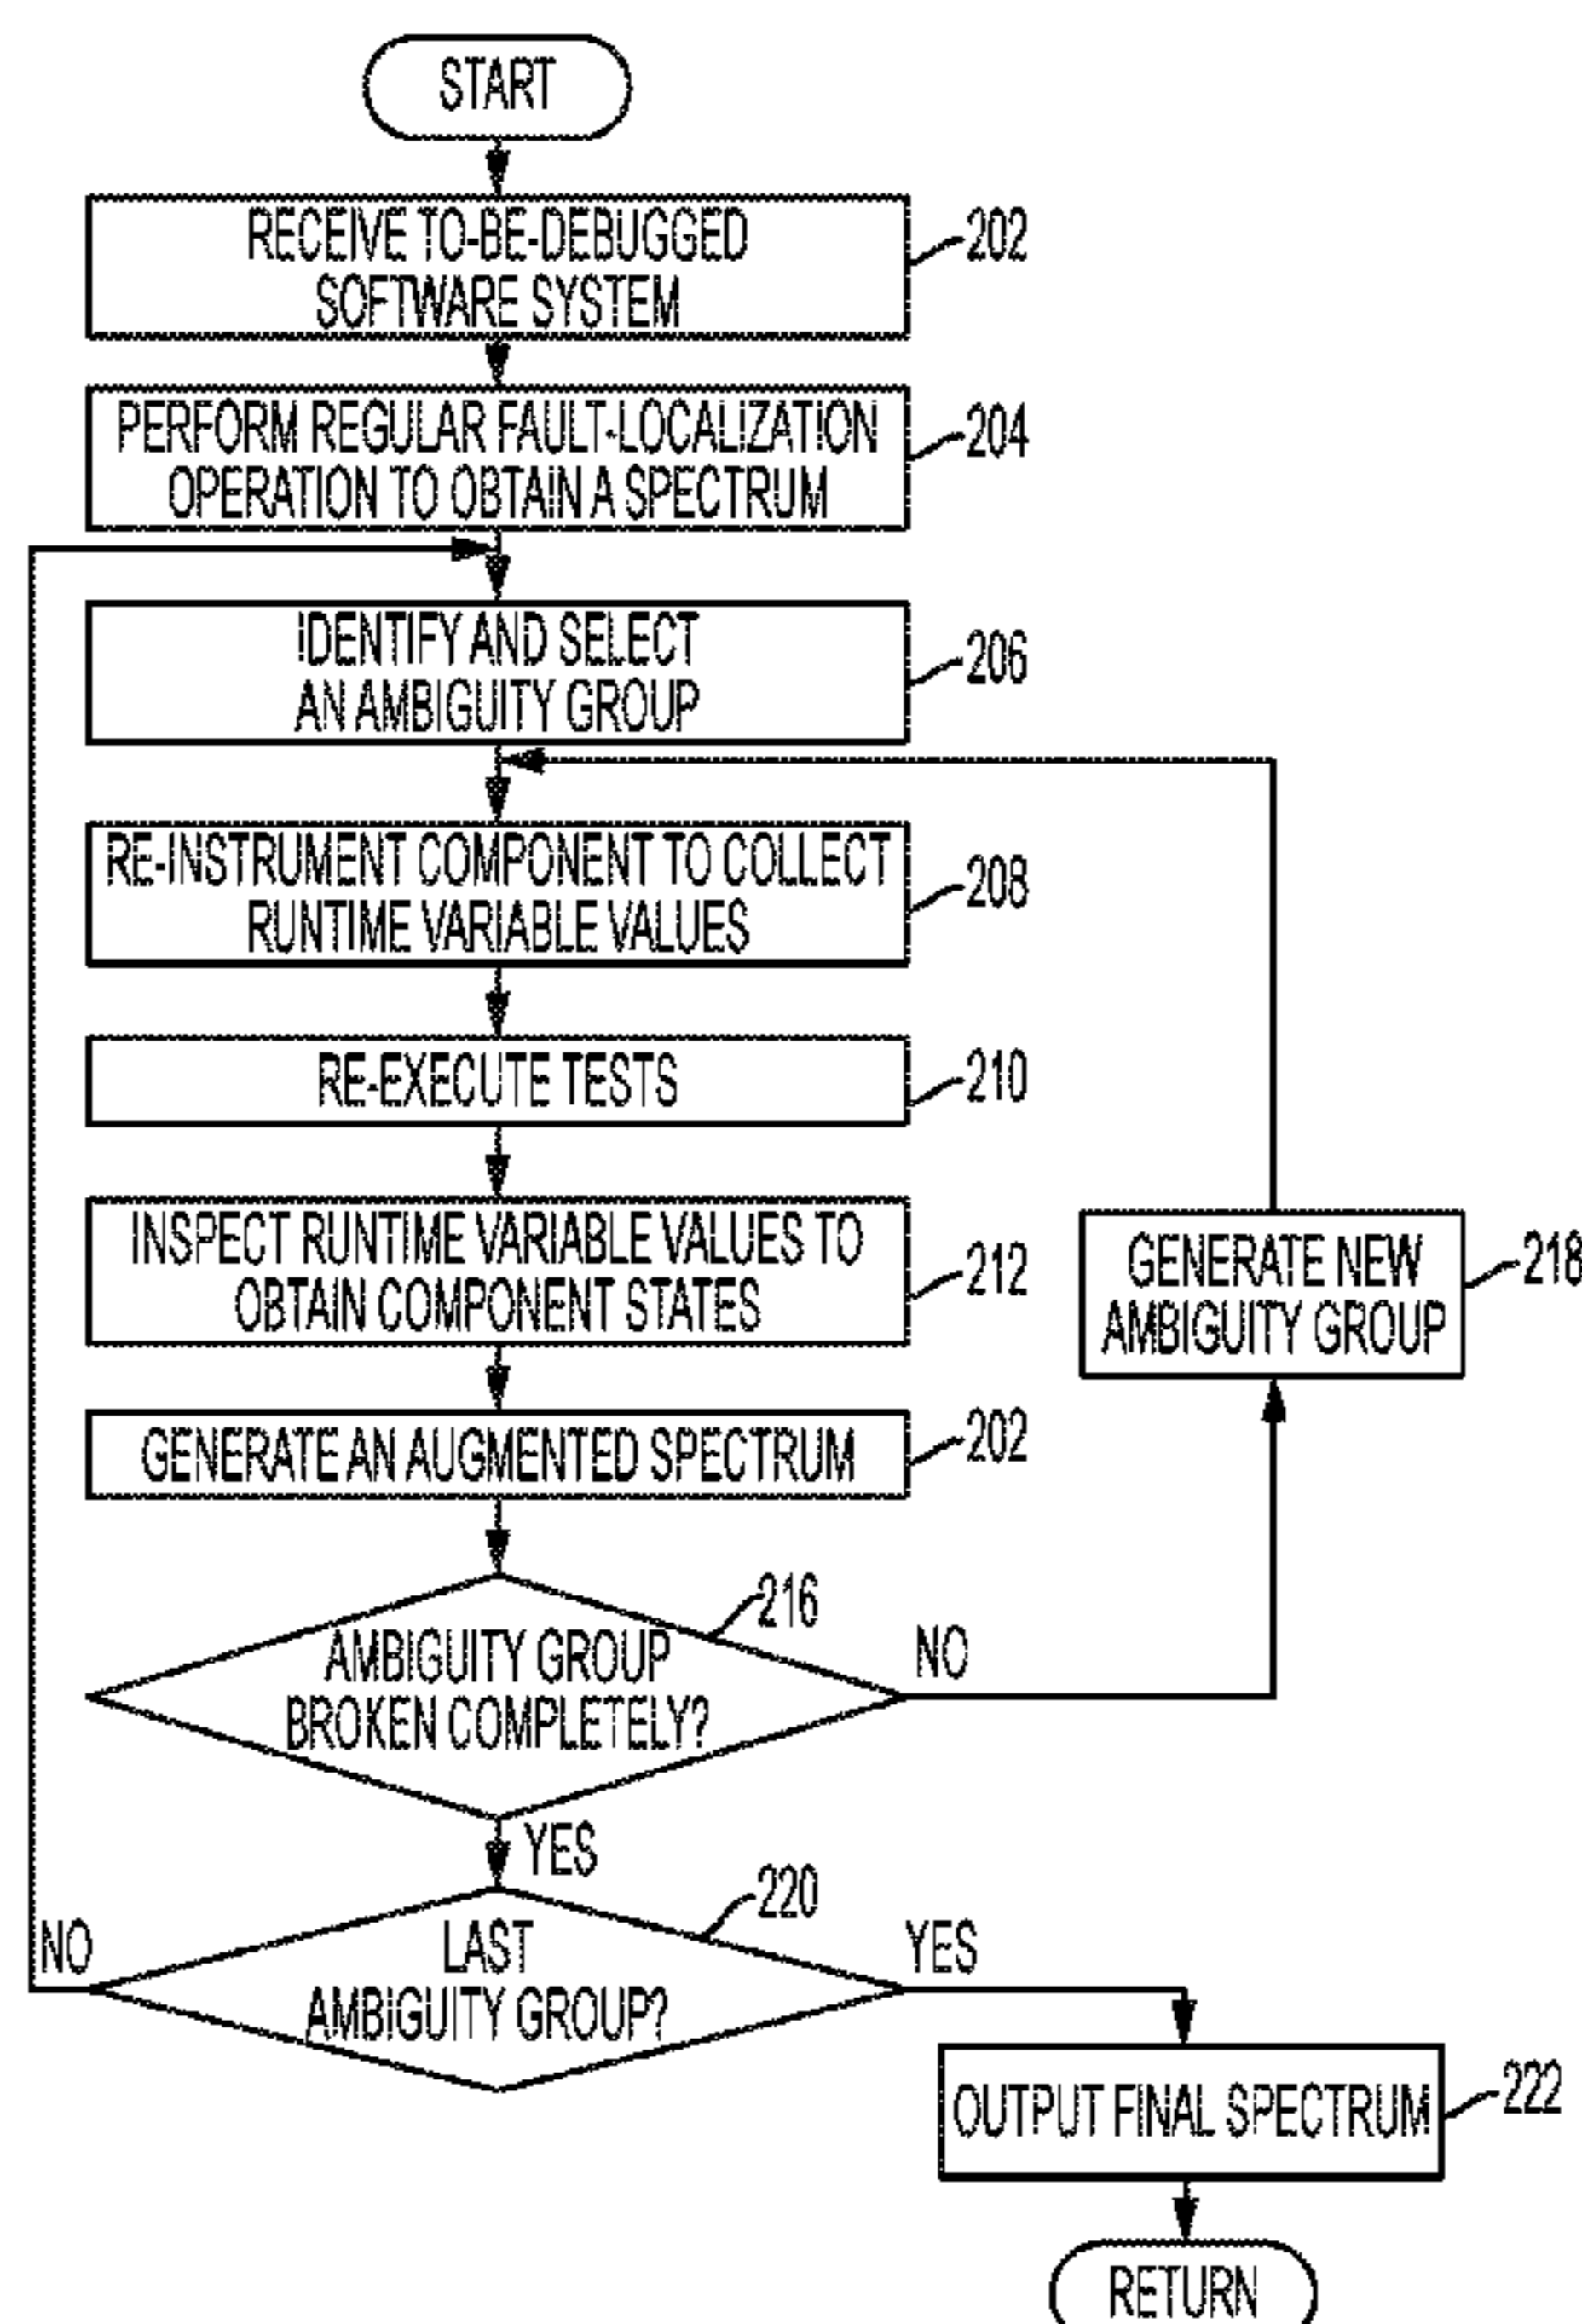 START
RECEIVE TO-BE-DEBUGGED
SOFTWARE SYSTEM
202
PERFORM REGULAR FAULT-LOCALIZATION
OPERATION TO OBTAIN A SPECTRUM
204
IDENTIFY AND SELECT
AN AMBIGUITY GROUP
206
RE-INSTRUMENT COMPONENT TO COLLECT
RUNTIME VARIABLE VALUES
208
RE-EXECUTE TESTS
210
INSPECT RUNTIME VARIABLE VALUES TO
OBTAIN COMPONENT STATES
212
GENERATE NEW
AMBIGUITY GROUP
218
GENERATE AN AUGMENTED SPECTRUM
202
216
AMBIGUITY GROUP
BROKEN COMPLETELY?
NO
YES
220
NO
LAST
AMBIGUITY GROUP?
YES
OUTPUT FINAL SPECTRUM
222
RETURN